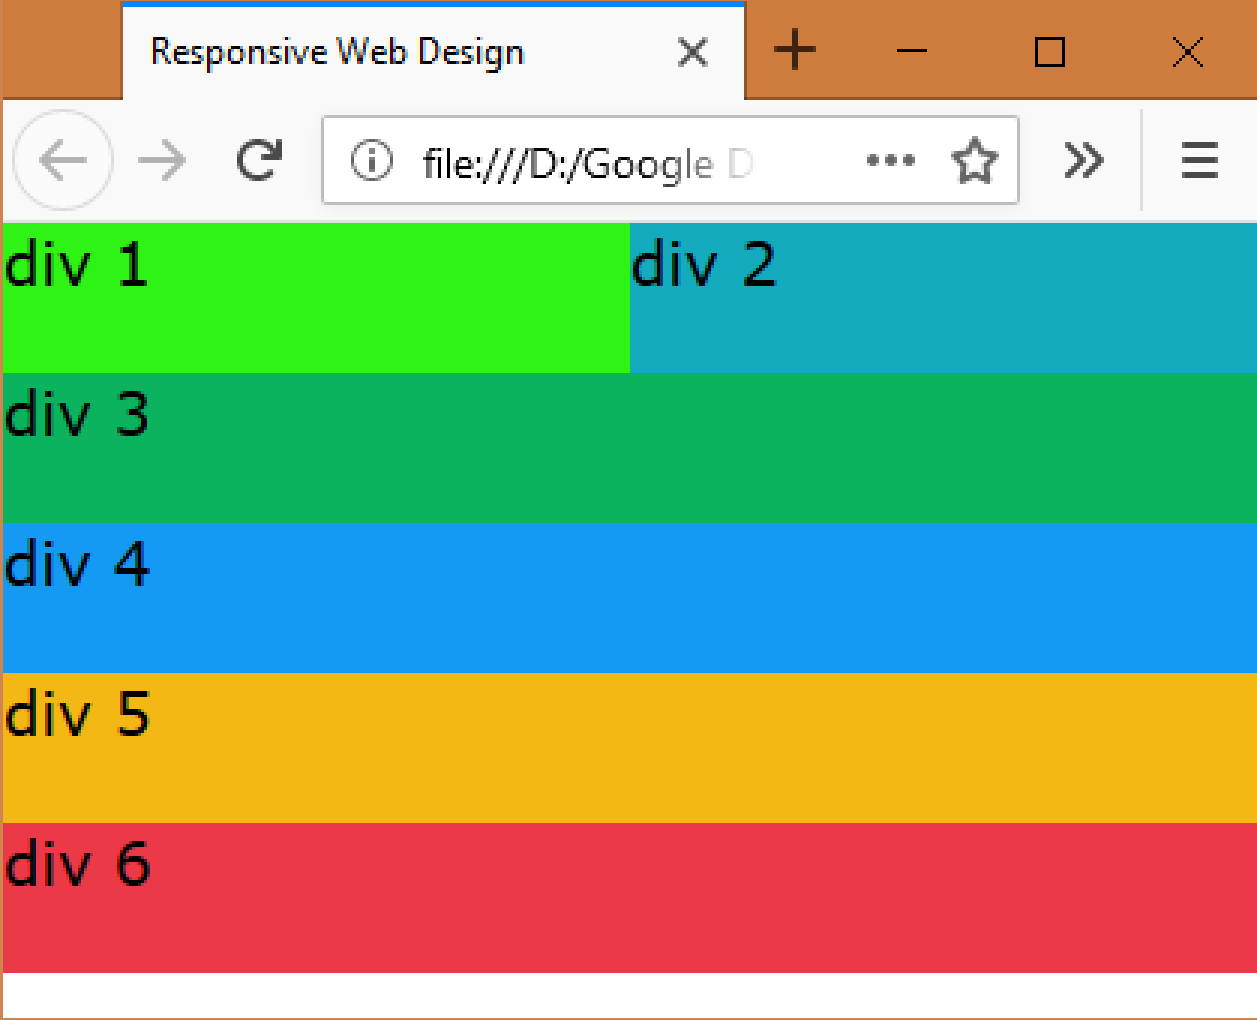 Responsive Web Design
file:///D:/Google D
div 1 div 2
div 3
div 4
div 5
div 6